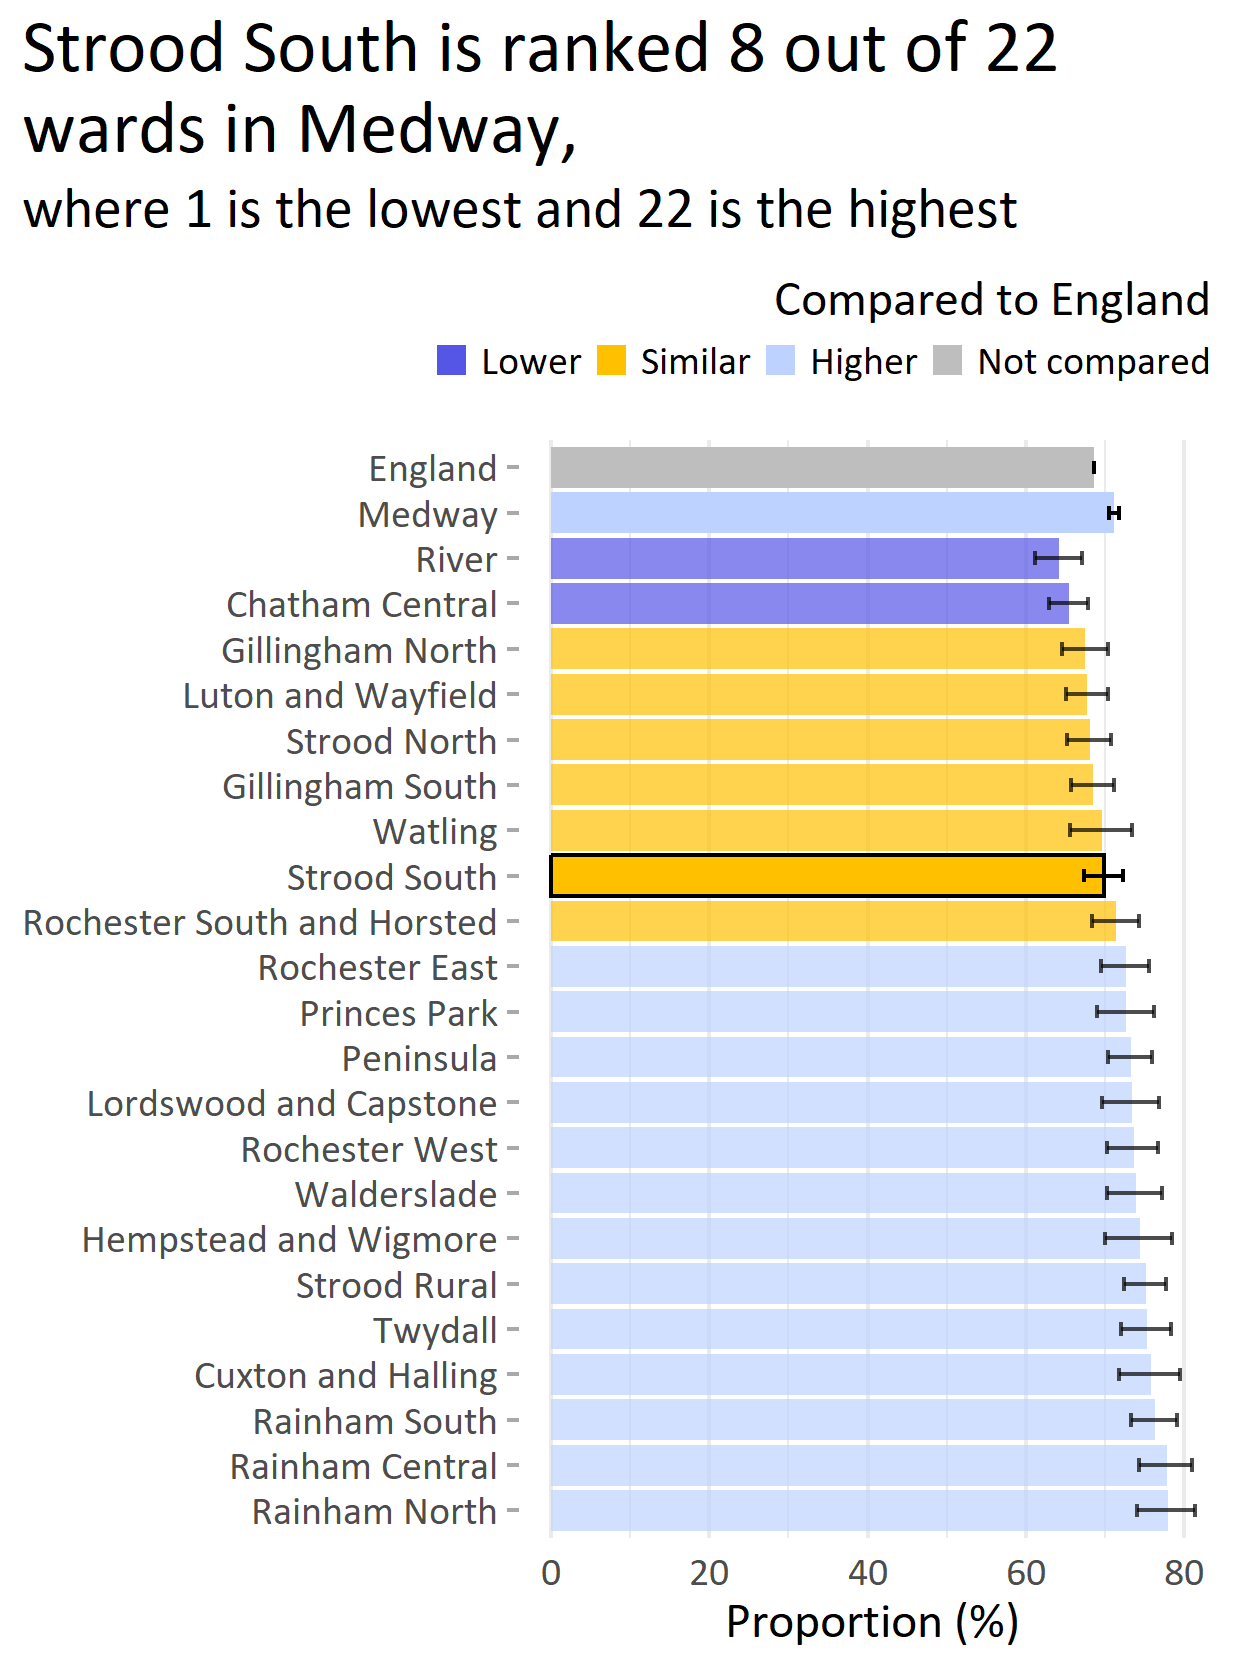 Strood South is ranked 8 out of 22
wards in Medway,
where 1 is the lowest and 22 is the highest
Compared to England
Lower Similar Higher Not compared
England
Medway
River
Chatham Central
Gillingham North
Luton and Wayfield
Strood North
Gillingham South
Watling
Strood South
Rochester South and Horsted
Rochester East
Princes Park
Peninsula
Lordswood and Capstone
Rochester West
Walderslade
Hempstead and Wigmore
Strood Rural
Twydall
Cuxton and Halling
Rainham South
Rainham Central
Rainham North
0 20 40 60 80
Proportion (%)